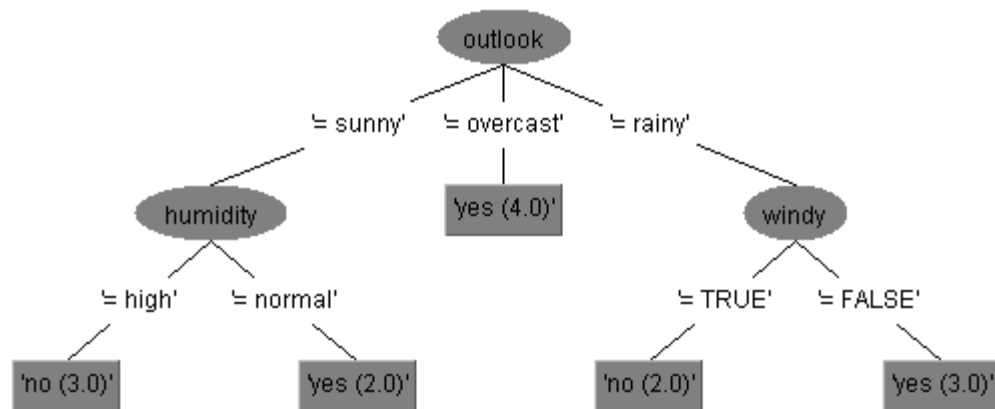 outlook
'= sunny' '= overcast' '= rainy'
humidity 'yes (4.0)' windy
'= high' '= normal' '= TRUE' '= FALSE'
'no (3.0)' 'yes (2.0)' 'no (2.0)' 'yes (3.0)'